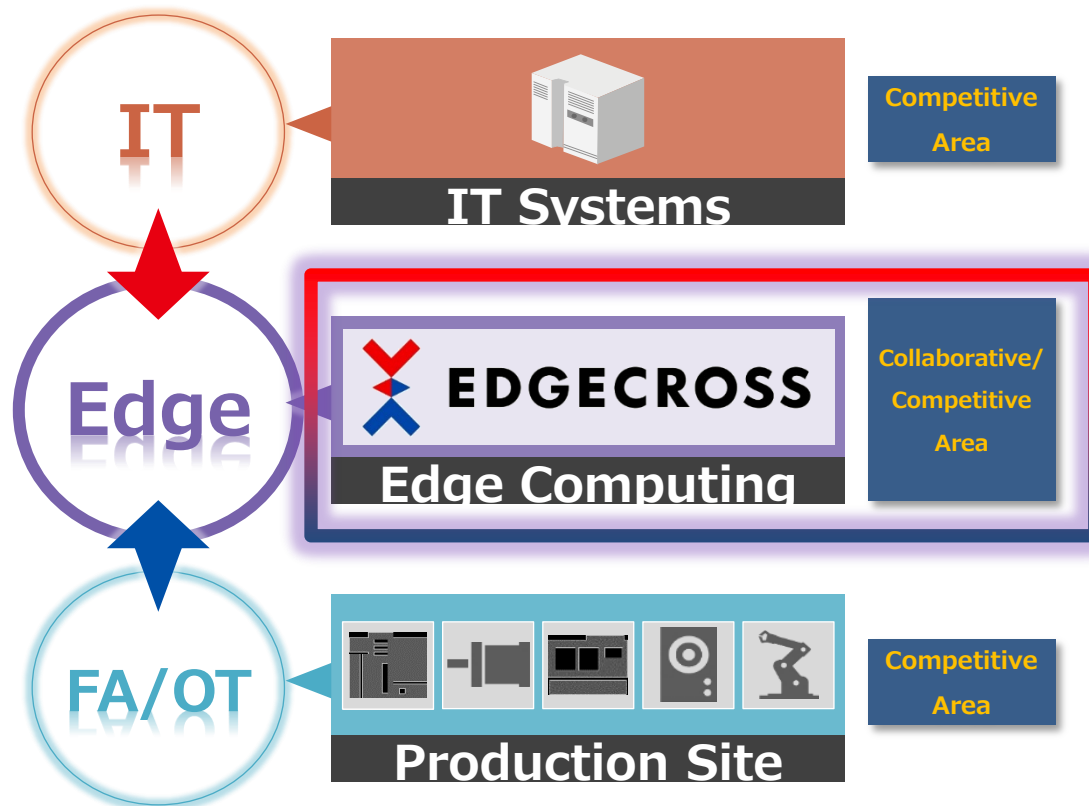 IT
IT Systems
Competitive
Area
Edge
EDGECROSS
Edge Computing
Collaborative/
Competitive
Area
FA/OT
Production Site
Competitive
Area